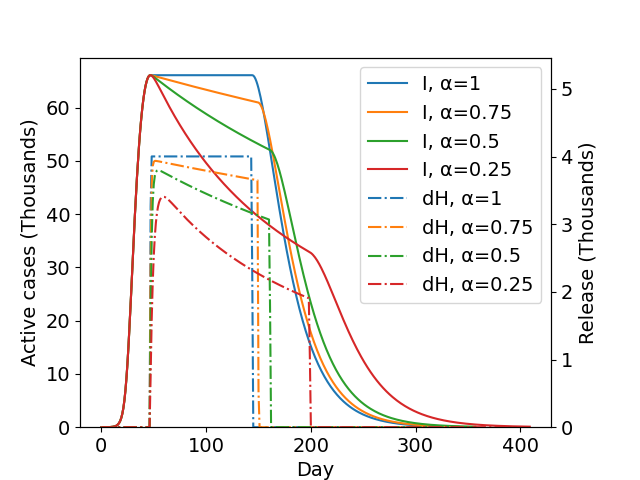 I, α=1
I, α=0.75
I, α=0.5
I, α=0.25
dH, α=1
dH, α=0.75
dH, α=0.5
dH, α=0.25
Active cases (Thousands)
60
50
40
30
20
10
0
5
4
3
2
1
0
Release (Thousands)
0 100 200 300 400
Day